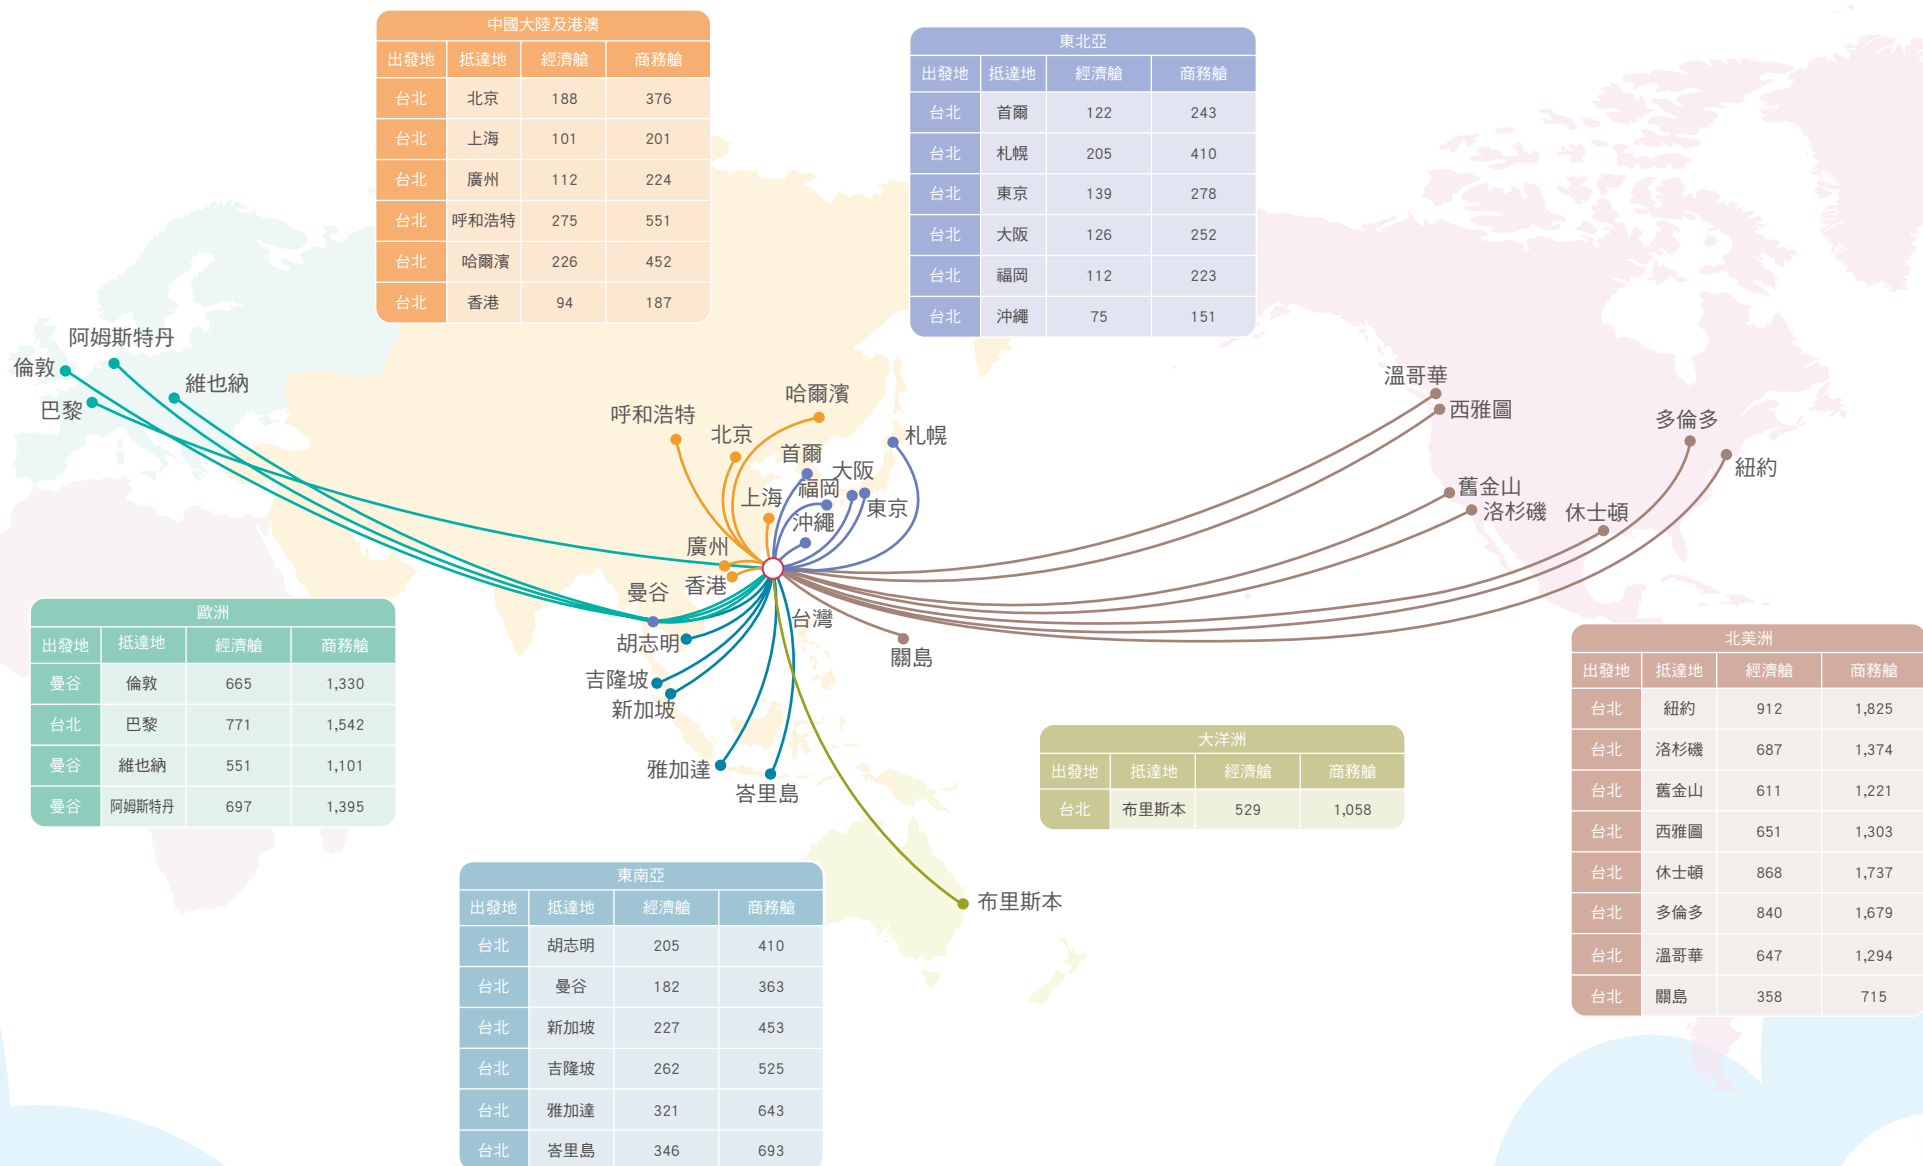 中國大陸及港澳
出發地 抵達地 經濟艙 商務艙
台北 北京 188 376
台北 上海 101 201
台北 廣州 112 224
台北 呼和浩特 275 551
台北 哈爾濱 226 452
台北 香港 94 187
東北亞
出發地 抵達地 經濟艙 商務艙
台北 首爾 122 243
台北 札幌 205 410
台北 東京 139 278
台北 大阪 126 252
台北 福岡 112 223
台北 沖繩 75 151
阿姆斯特丹
倫敦
維也納
巴黎
呼和浩特
哈爾濱
北京
首爾
札幌
大阪
福岡
上海
東京
沖繩
廣州
香港
曼谷
台灣
胡志明
吉隆坡
新加坡
雅加達
峇里島
關島
布里斯本
溫哥華
西雅圖
多倫多
紐約
舊金山
洛杉磯
休士頓
歐洲
出發地 抵達地 經濟艙 商務艙
曼谷 倫敦 665 1,330
台北 巴黎 771 1,542
曼谷 維也納 551 1,101
曼谷 阿姆斯特丹 697 1,395
北美洲
出發地 抵達地 經濟艙 商務艙
台北 紐約 912 1,825
台北 洛杉磯 687 1,374
台北 舊金山 611 1,221
台北 西雅圖 651 1,303
台北 休士頓 868 1,737
台北 多倫多 840 1,679
台北 溫哥華 647 1,294
台北 關島 358 715
大洋洲
出發地 抵達地 經濟艙 商務艙
台北 布里斯本 529 1,058
東南亞
出發地 抵達地 經濟艙 商務艙
台北 胡志明 205 410
台北 曼谷 182 363
台北 新加坡 227 453
台北 吉隆坡 262 525
台北 雅加達 321 643
台北 峇里島 346 693